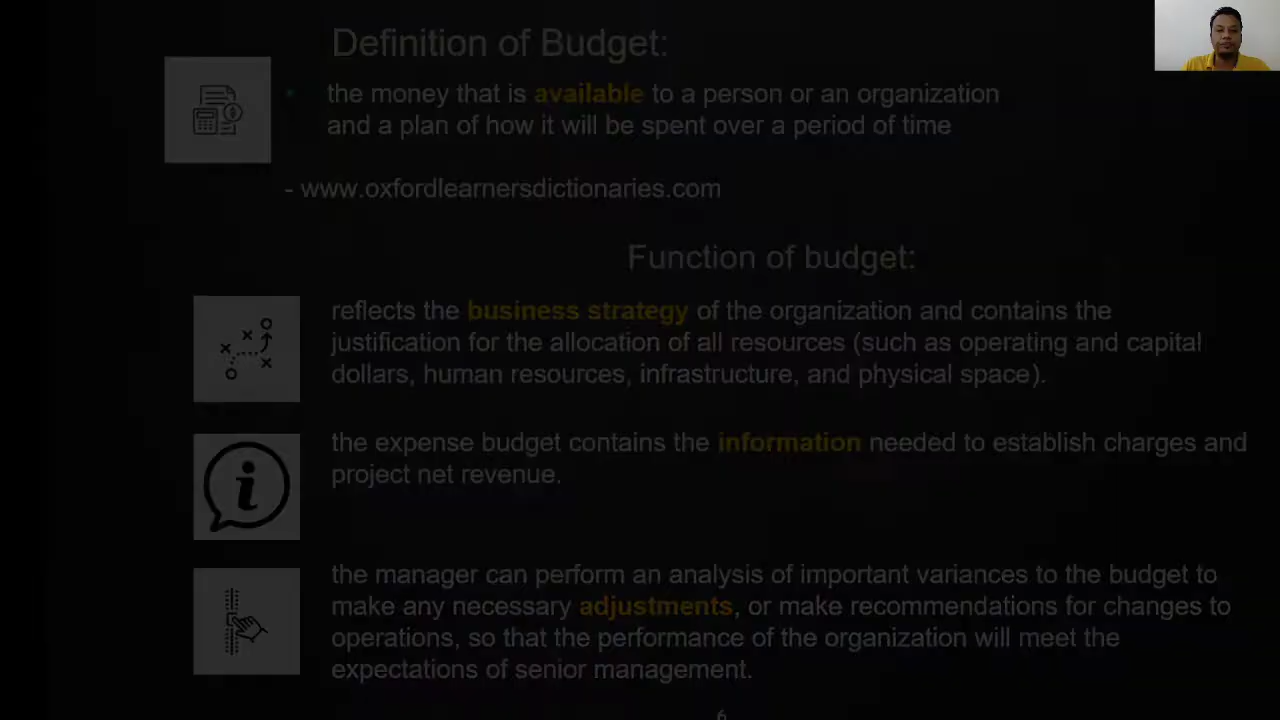 Definition of Budget:
• the money that is available to a person or an organization
and a plan of how it will be spent over a period of time
- www.oxfordlearnersdictionaries.com
Function of budget:
reflects the business strategy of the organization and contains the
justification for the allocation of all resources (such as operating and capital
dollars, human resources, infrastructure, and physical space).
the expense budget contains the information needed to establish charges and
project net revenue.
the manager can perform an analysis of important variances to the budget to
make any necessary adjustments, or make recommendations for changes to
operations, so that the performance of the organization will meet the
expectations of senior management.
6